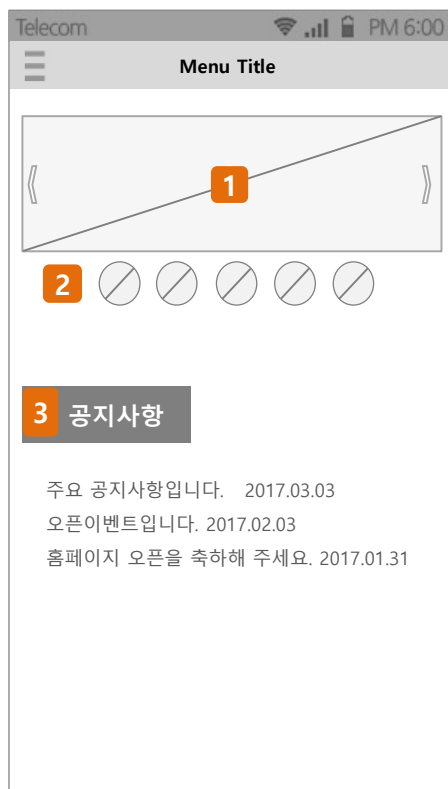 Telecom PM 6:00
Menu Title
1
2
3 공지사항
주요 공지사항입니다. 2017.03.03
오픈이벤트입니다. 2017.02.03
홈페이지 오픈을 축하해 주세요. 2017.01.31